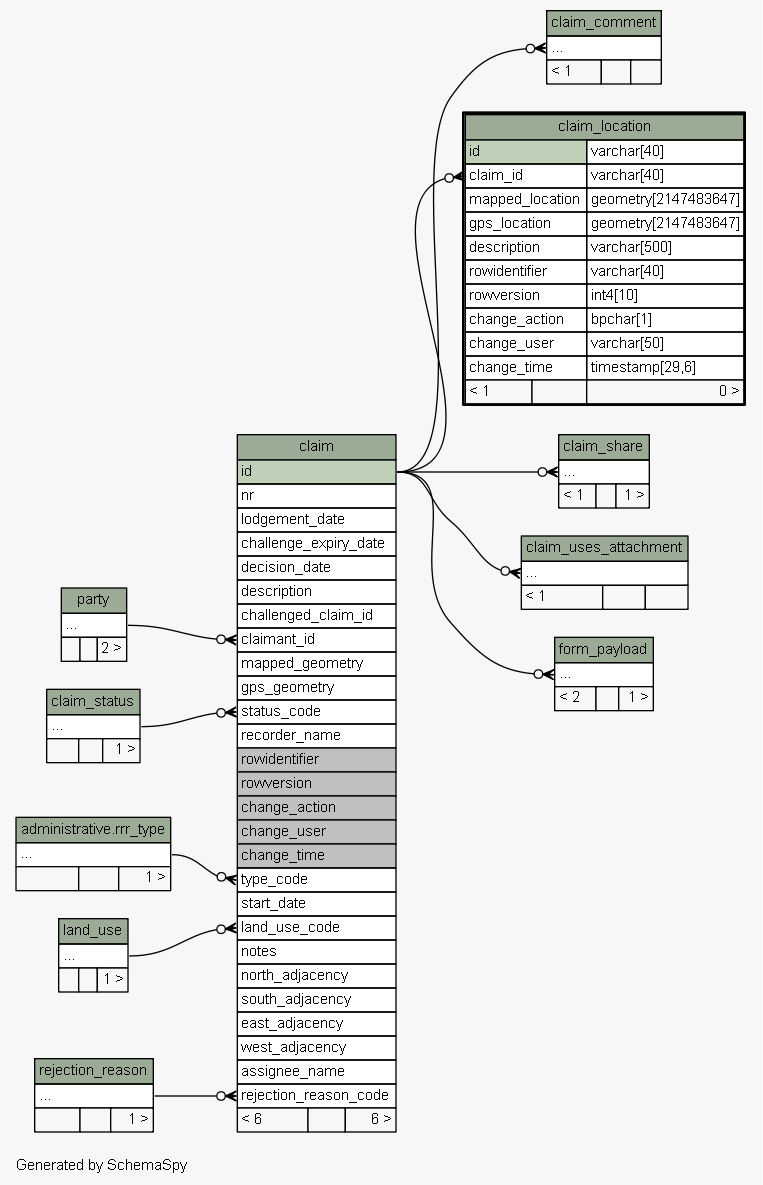 claim_comment
...
< 1
claim_location
id varchar[40]
claim_id varchar[40]
mapped_location geometry[2147483647]
gps_location geometry[2147483647]
description varchar[500]
rowidentifier varchar[40]
rowversion int4[10]
change_action bpchar[1]
change_user varchar[50]
change_time timestamp[29,6]
< 1 0 >
claim
id
nr
lodgement_date
challenge_expiry_date
decision_date
description
challenged_claim_id
claimant_id
mapped_geometry
gps_geometry
status_code
recorder_name
rowidentifier
rowversion
change_action
change_user
change_time
type_code
start_date
land_use_code
notes
north_adjacency
south_adjacency
east_adjacency
west_adjacency
assignee_name
rejection_reason_code
< 6 6 >
claim_share
...
< 1 1 >
claim_uses_attachment
...
< 1
form_payload
...
< 2 1 >
party
...
2 >
claim_status
...
1 >
administrative.rrr_type
...
1 >
land_use
...
1 >
rejection_reason
...
1 >
Generated by SchemaSpy